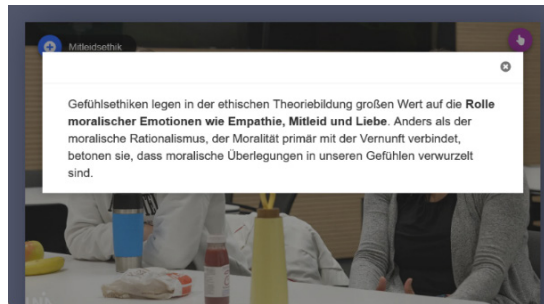 Mitleidsethik
Gefühlsethiken legen in der ethischen Theoriebildung großen Wert auf die Rolle
moralischer Emotionen wie Empathie, Mitleid und Liebe. Anders als der
moralische Rationalismus, der Moralität primär mit der Vernunft verbindet,
betonen sie, dass moralische Überlegungen in unseren Gefühlen verwurzelt
sind.